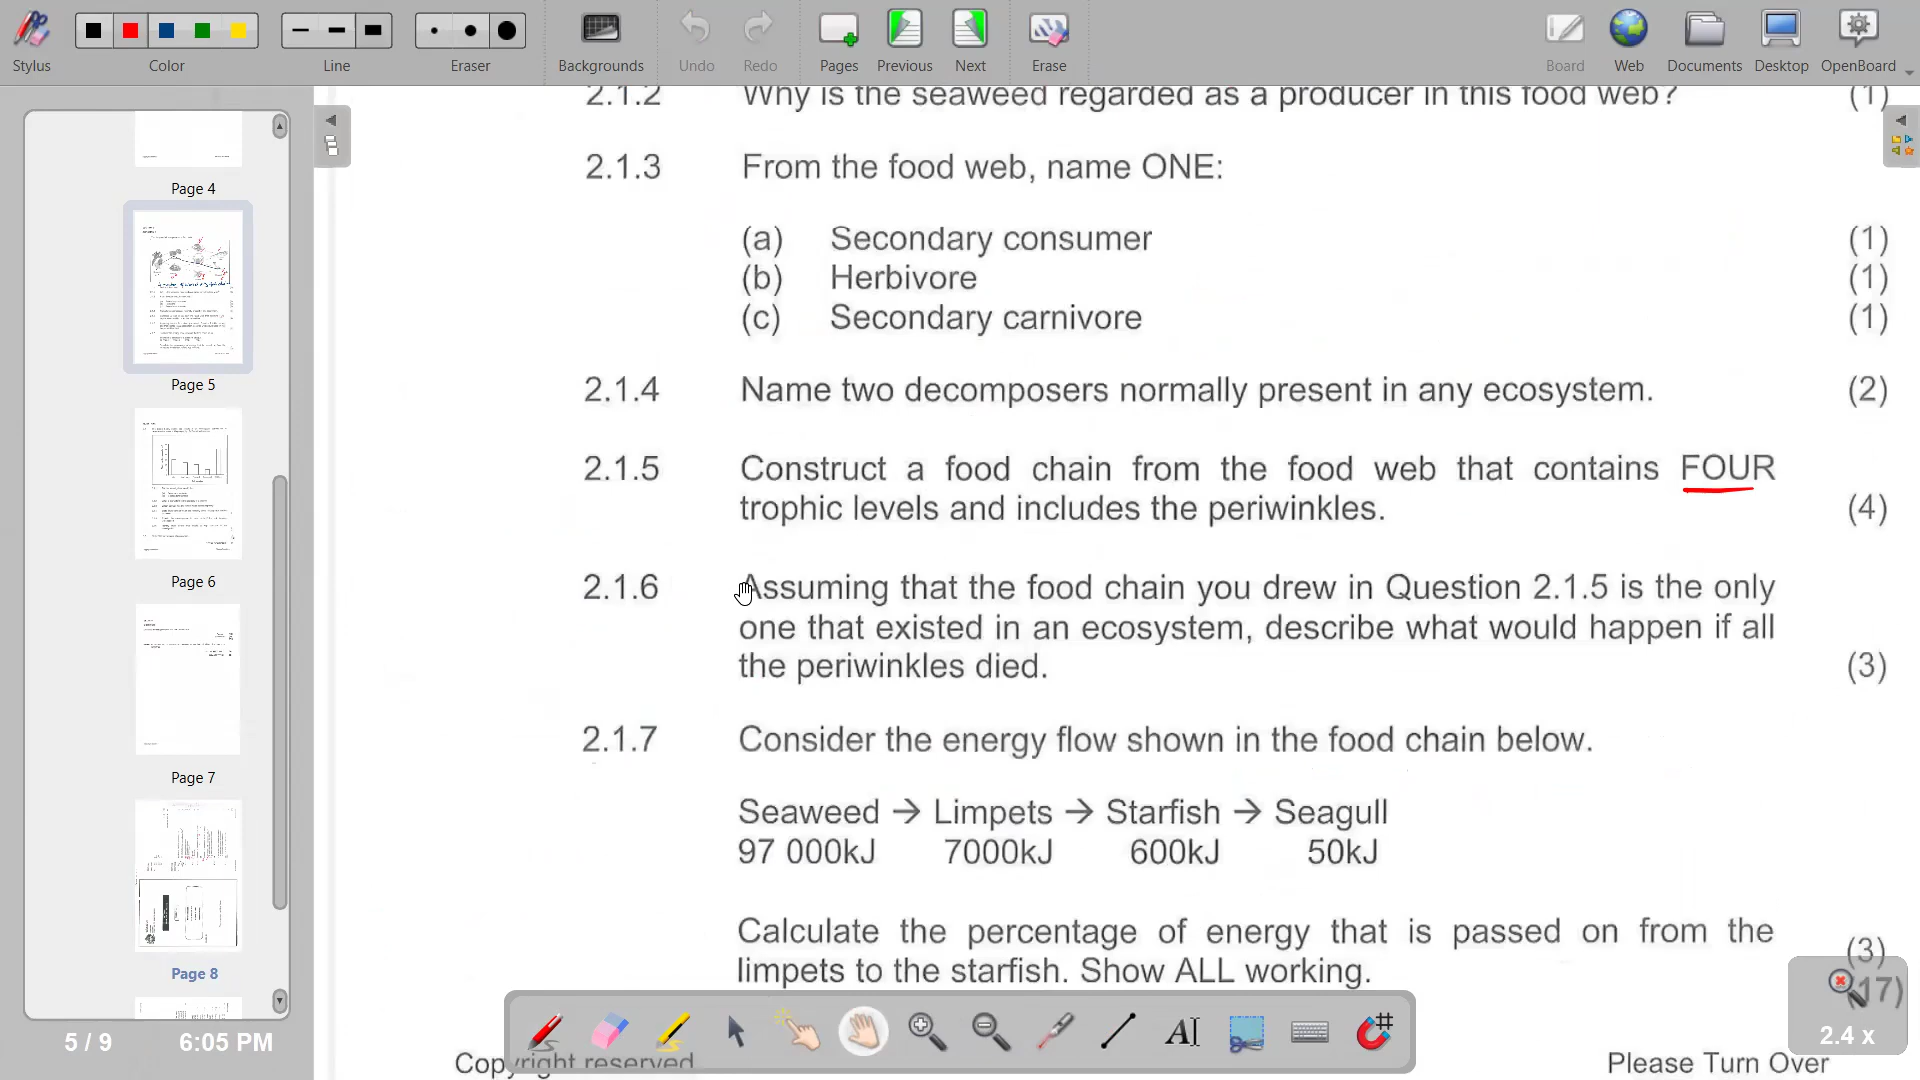 Stylus
Color
Line
Eraser
Backgrounds
Undo
Redo
Pages
Previous
Next
Erase
Board
Web
Documents
Desktop
OpenBoard
Page 4
Page 5
Page 6
Page 7
Page 8
5 / 9
6:05 PM
2.1.2 Why is the seaweed regarded as a producer in this food web? (1)
2.1.3 From the food web, name ONE:
(a) Secondary consumer (1)
(b) Herbivore (1)
(c) Secondary carnivore (1)
2.1.4 Name two decomposers normally present in any ecosystem. (2)
2.1.5 Construct a food chain from the food web that contains FOUR
trophic levels and includes the periwinkles. (4)
2.1.6 Assuming that the food chain you drew in Question 2.1.5 is the only
one that existed in an ecosystem, describe what would happen if all
the periwinkles died. (3)
2.1.7 Consider the energy flow shown in the food chain below.
Seaweed → Limpets → Starfish → Seagull
97 000kJ 7000kJ 600kJ 50kJ
Calculate the percentage of energy that is passed on from the
limpets to the starfish. Show ALL working. (3)
17)
2.4 x
Copyright reserved
Please Turn Over